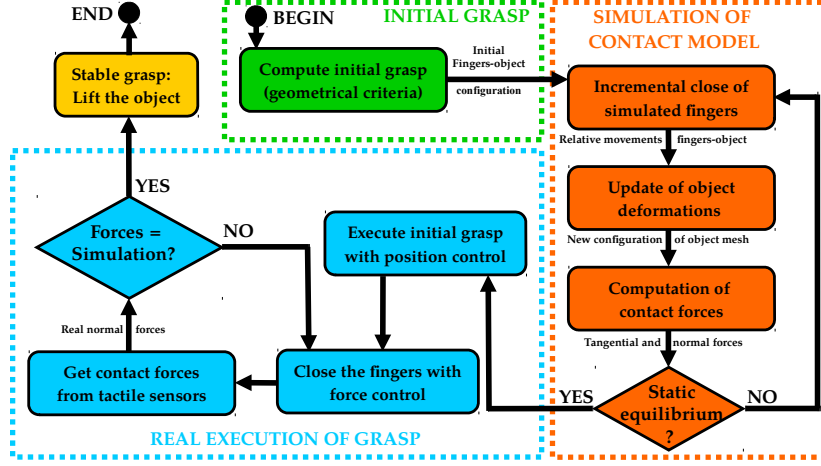 END
BEGIN
INITIAL GRASP
SIMULATION OF
CONTACT MODEL
Stable grasp:
Lift the object
Compute initial grasp
(geometrical criteria)
Initial
Fingers-object
configuration
Incremental close of
simulated fingers
Relative movements fingers-object
Update of object
deformations
New configuration of object mesh
Computation of
contact forces
Tangential and normal forces
Static
equilibrium
?
YES
NO
YES
Forces =
Simulation?
NO
Execute initial grasp
with position control
Real normal forces
Get contact forces
from tactile sensors
Close the fingers with
force control
REAL EXECUTION OF GRASP